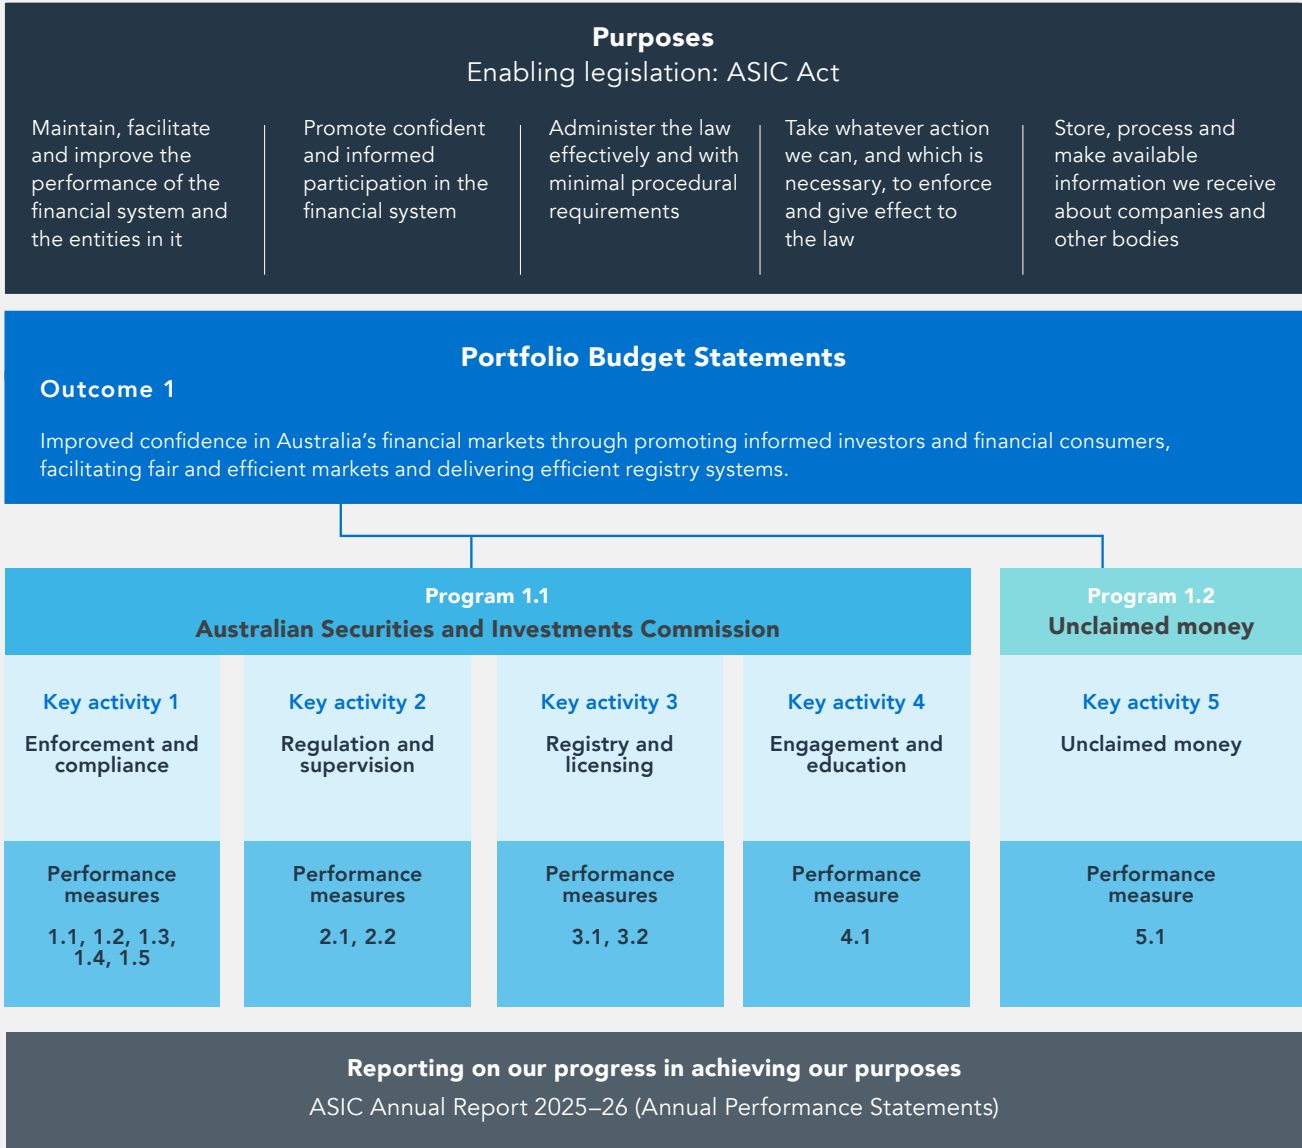 Purposes
Enabling legislation: ASIC Act
Maintain, facilitate
and improve the
performance of the
financial system and
the entities in it
Promote confident
and informed
participation in the
financial system
Administer the law
effectively and with
minimal procedural
requirements
Take whatever action
we can, and which is
necessary, to enforce
and give effect to
the law
Store, process and
make available
information we receive
about companies and
other bodies
Portfolio Budget Statements
Outcome 1
Improved confidence in Australia’s financial markets through promoting informed investors and financial consumers,
facilitating fair and efficient markets and delivering efficient registry systems.
Program 1.1
Australian Securities and Investments Commission
Program 1.2
Unclaimed money
Key activity 1
Enforcement and
compliance
Key activity 2
Regulation and
supervision
Key activity 3
Registry and
licensing
Key activity 4
Engagement and
education
Key activity 5
Unclaimed money
Performance
measures
1.1, 1.2, 1.3,
1.4, 1.5
Performance
measures
2.1, 2.2
Performance
measures
3.1, 3.2
Performance
measure
4.1
Performance
measure
5.1
Reporting on our progress in achieving our purposes
ASIC Annual Report 2025–26 (Annual Performance Statements)